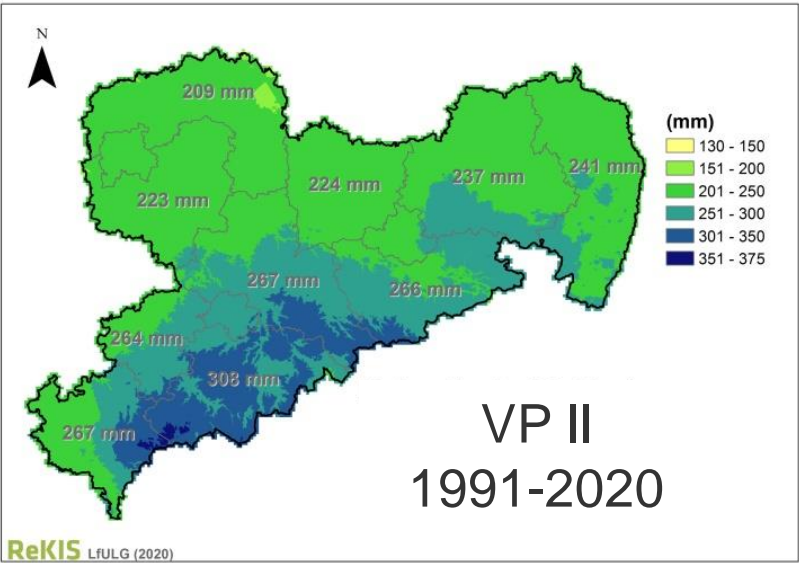 N
209 mm
(mm)
130 - 150
151 - 200
201 - 250
251 - 300
301 - 350
351 - 375
241 mm
237 mm
224 mm
223 mm
267 mm
266 mm
264 mm
308 mm
267 mm
VP II
1991-2020
ReKIS LfULG (2020)